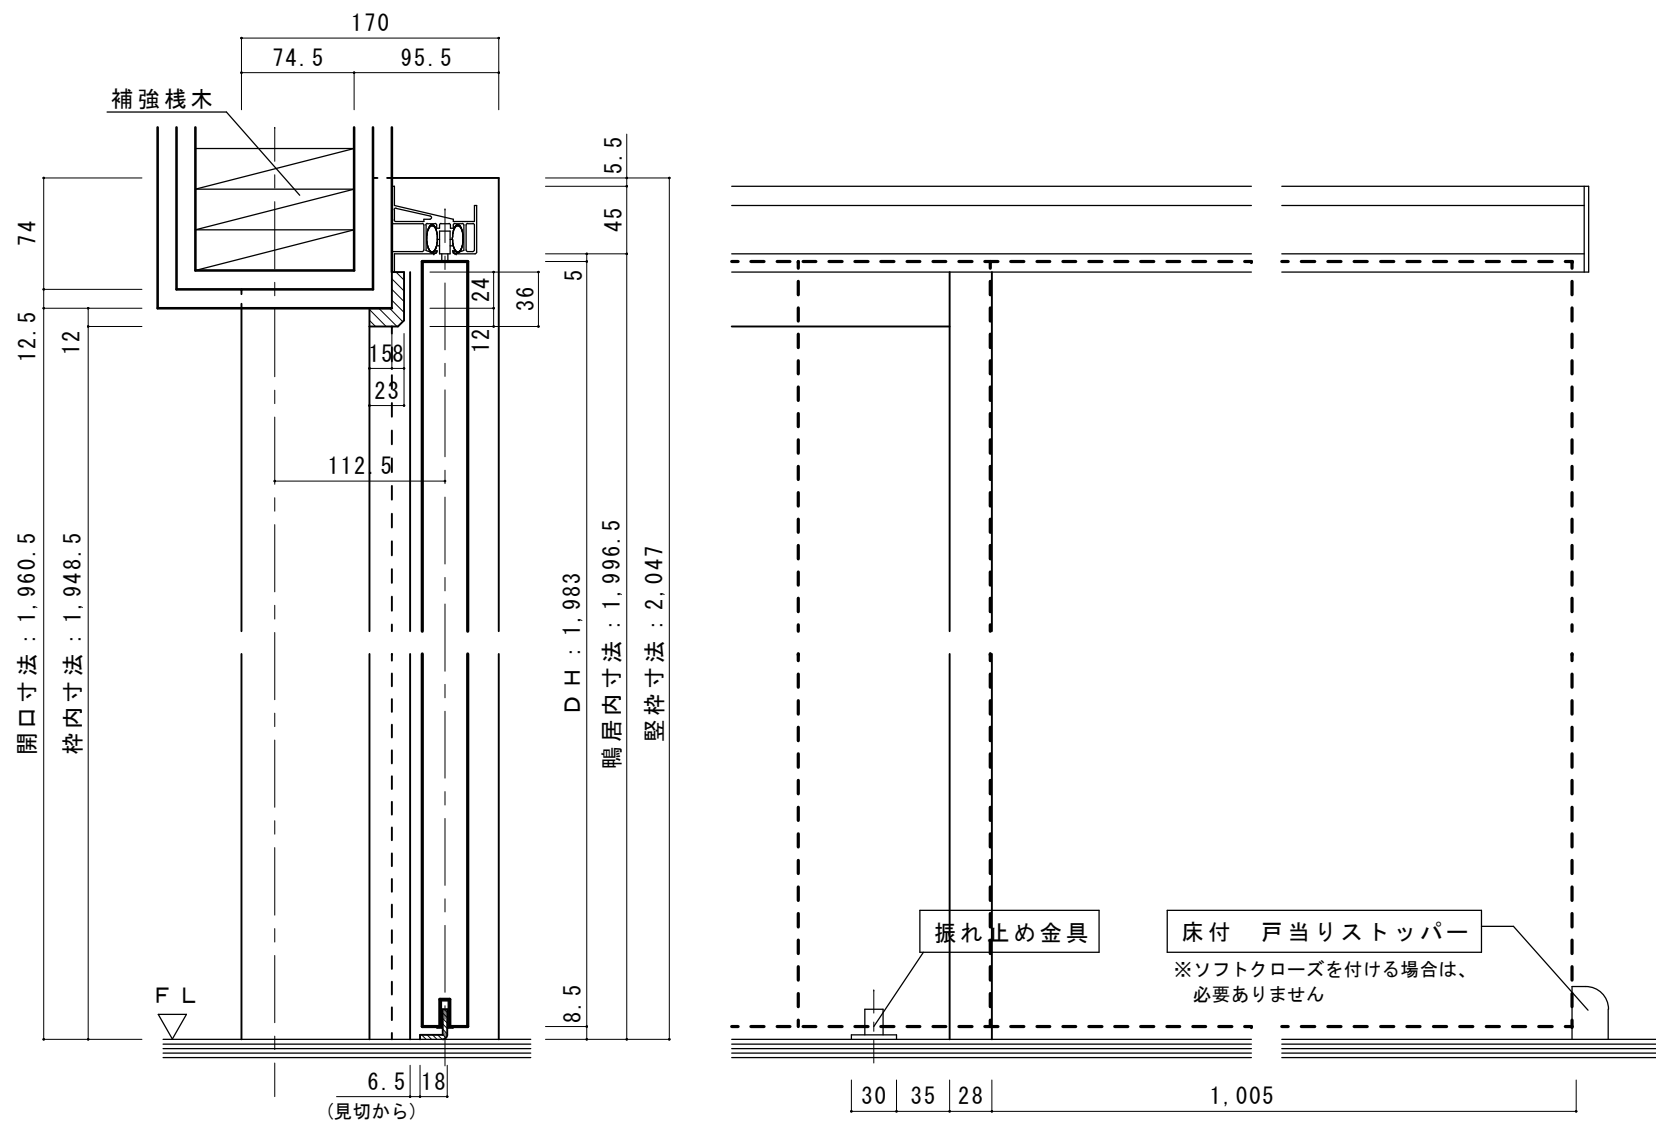 170
74.5
95.5
補強桟木
5.5
74
45
5
24
36
12.5
12
12
158
23
112.5
開口寸法：1,960.5
枠内寸法：1,948.5
DH：1,983
鴨居内寸法：1,996.5
竪枠寸法：2,047
振れ止め金具
床付　戸当りストッパー
※ソフトクローズを付ける場合は、
必要ありません
FL
8.5
6.5
18
(見切から)
30
35
28
1,005